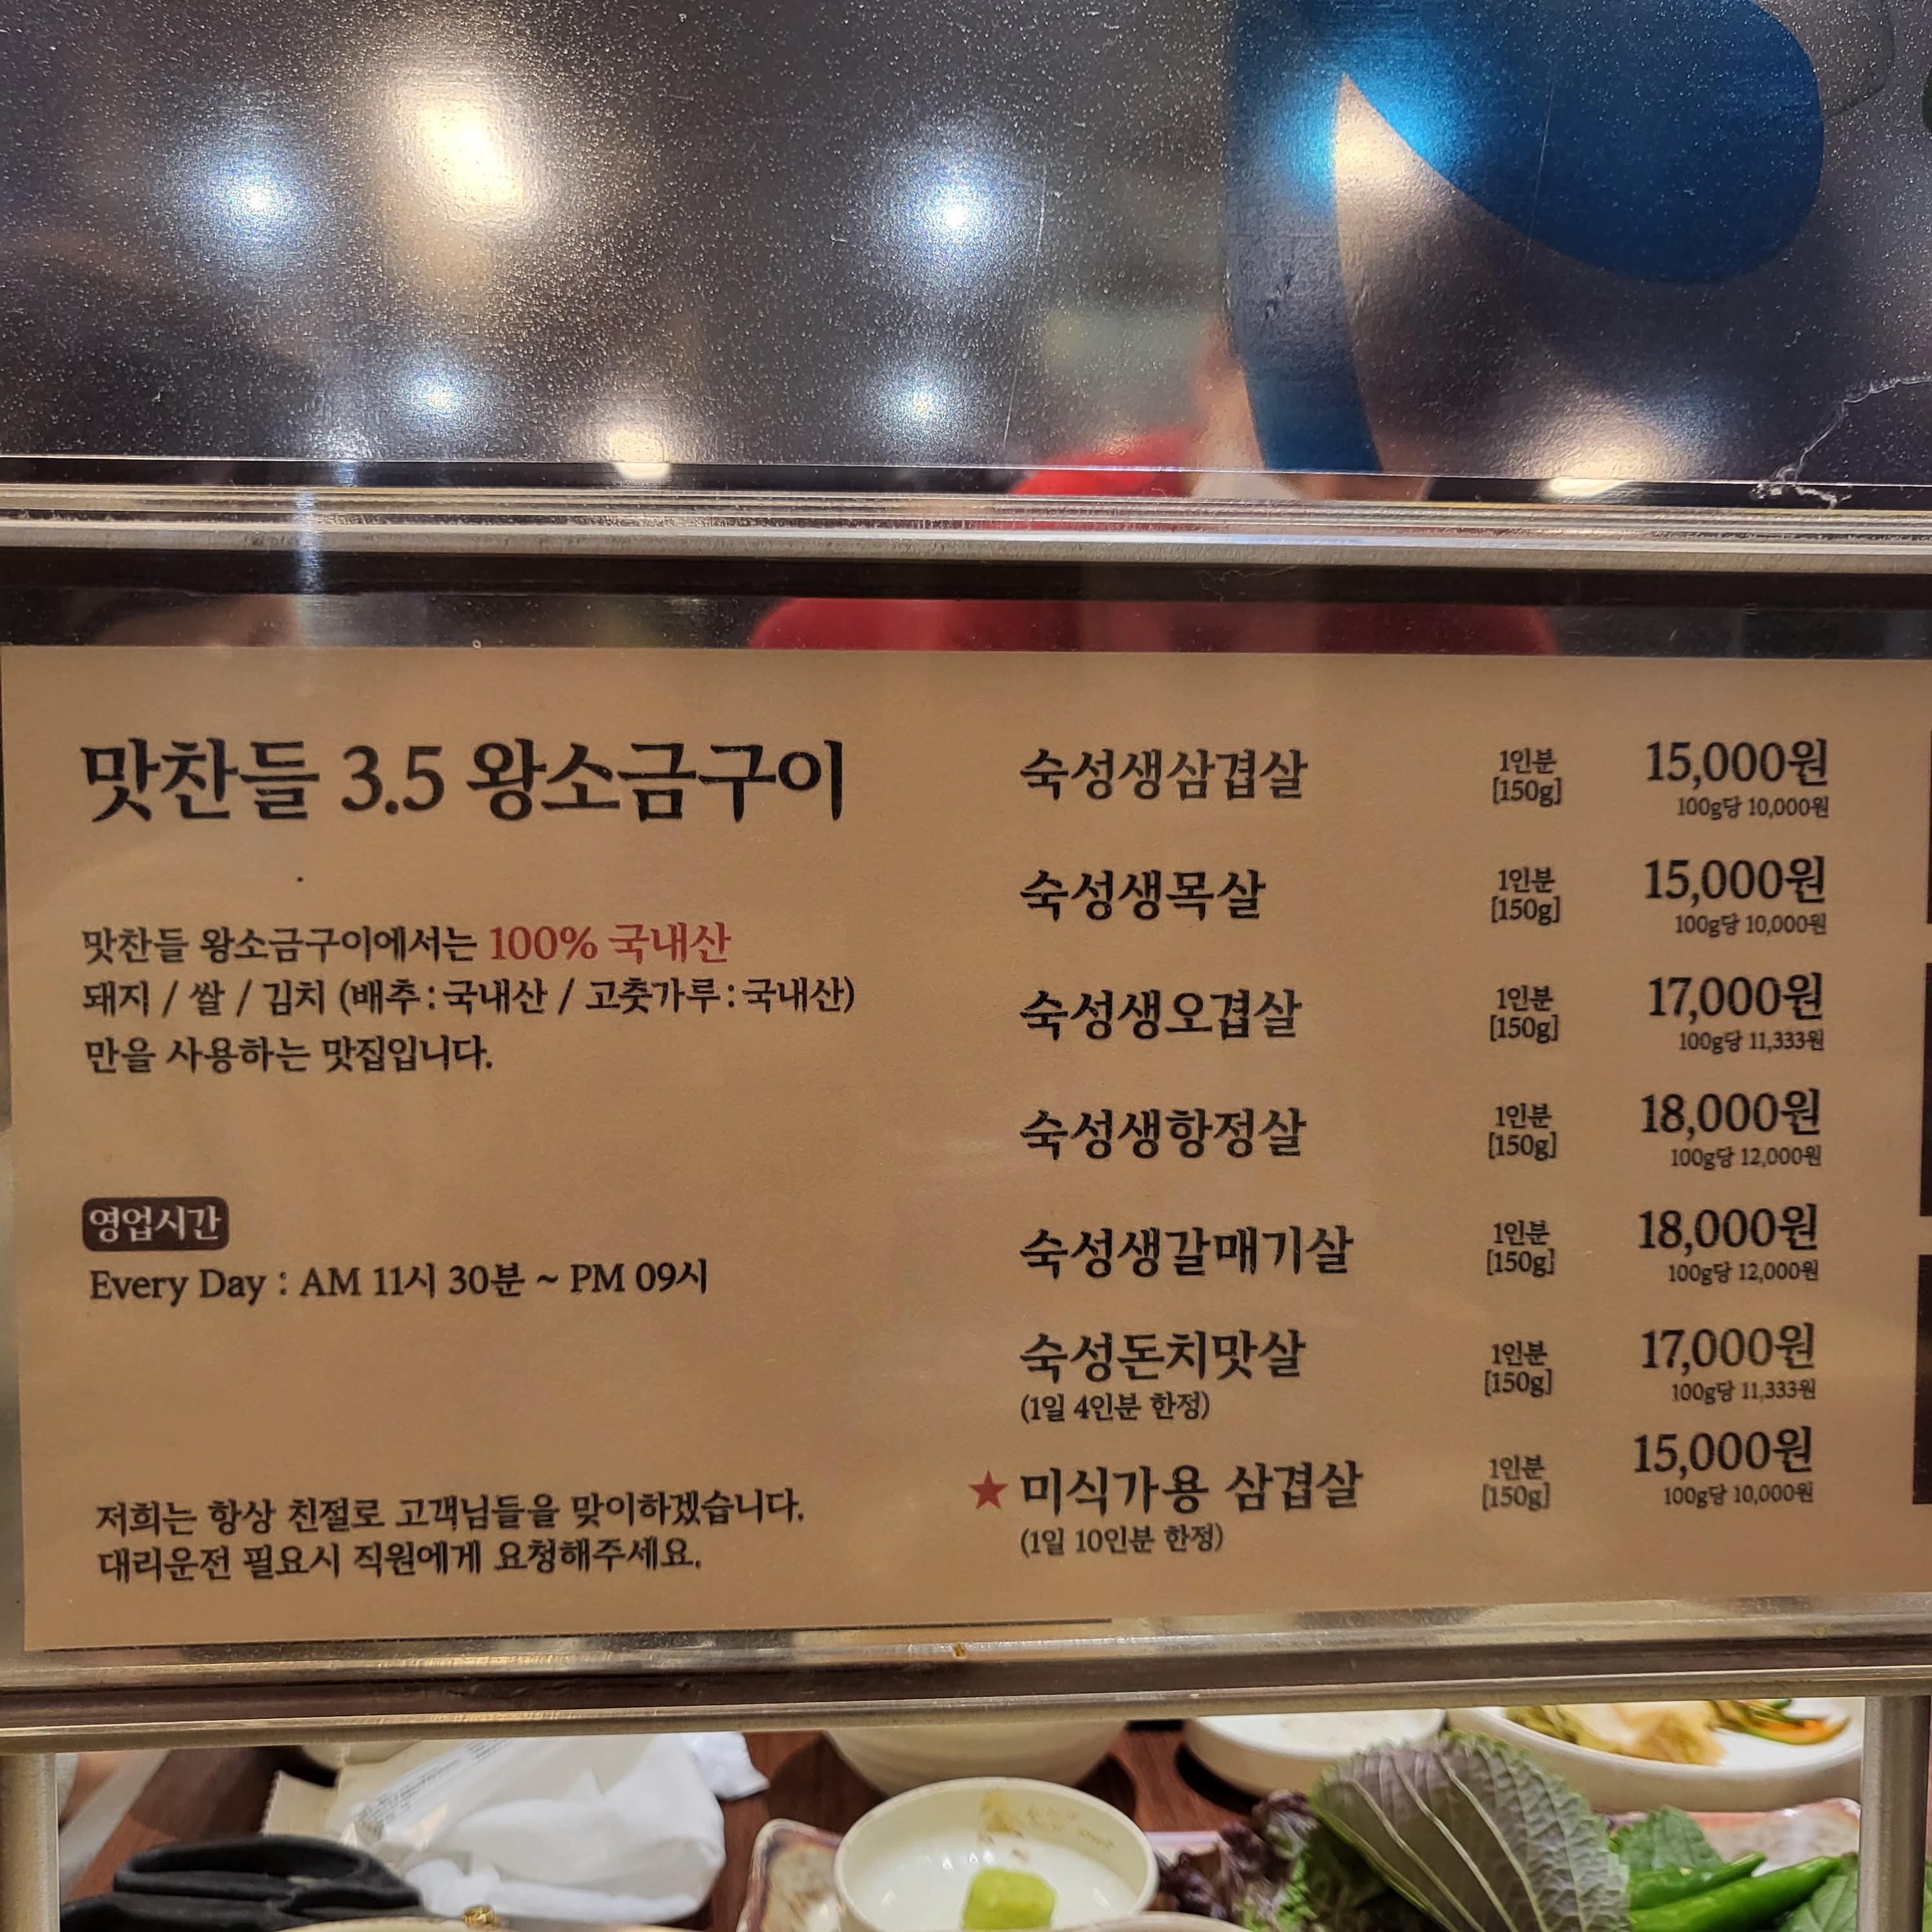 맛찬들 3.5 왕소금구이
맛찬들 왕소금구이에서는 100% 국내산
돼지 / 쌀 / 김치 (배추:국내산 / 고춧가루:국내산)
만을 사용하는 맛집입니다.
영업시간
Every Day : AM 11시 30분 ~ PM 09시
저희는 항상 친절로 고객님들을 맞이하겠습니다.
대리운전 필요시 직원에게 요청해주세요.
숙성생삼겹살 1인분 [150g] 15,000원
100g당 10,000원
숙성생목살 1인분 [150g] 15,000원
100g당 10,000원
숙성생오겹살 1인분 [150g] 17,000원
100g당 11,333원
숙성생항정살 1인분 [150g] 18,000원
100g당 12,000원
숙성생갈매기살 1인분 [150g] 18,000원
100g당 12,000원
숙성돈치맛살 1인분 [150g] 17,000원
(1일 4인분 한정) 100g당 11,333원
★ 미식가용 삼겹살 1인분 [150g] 15,000원
(1일 10인분 한정) 100g당 10,000원